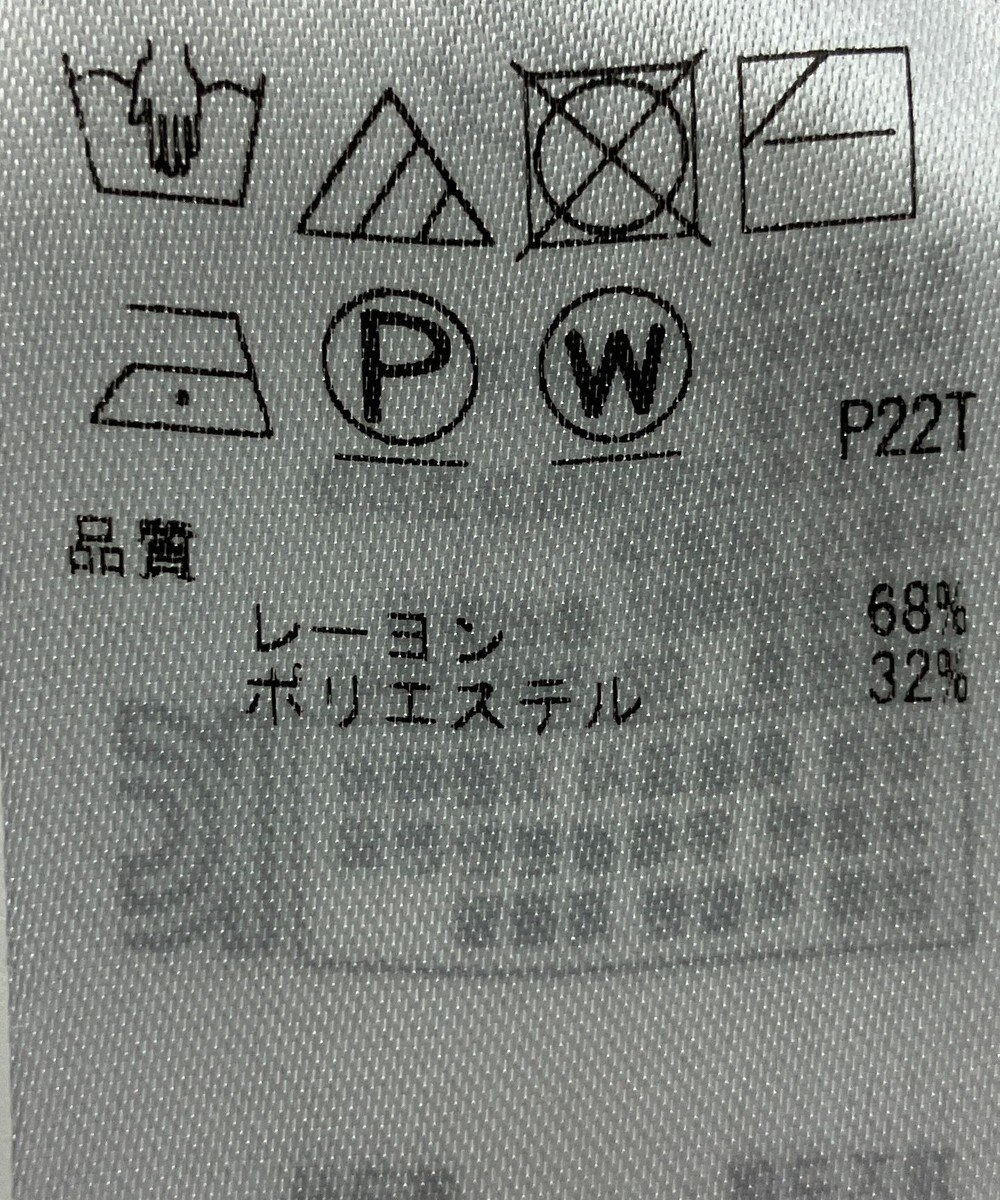 P W
P22T
品質
レーヨン 68%
ポリエステル 32%